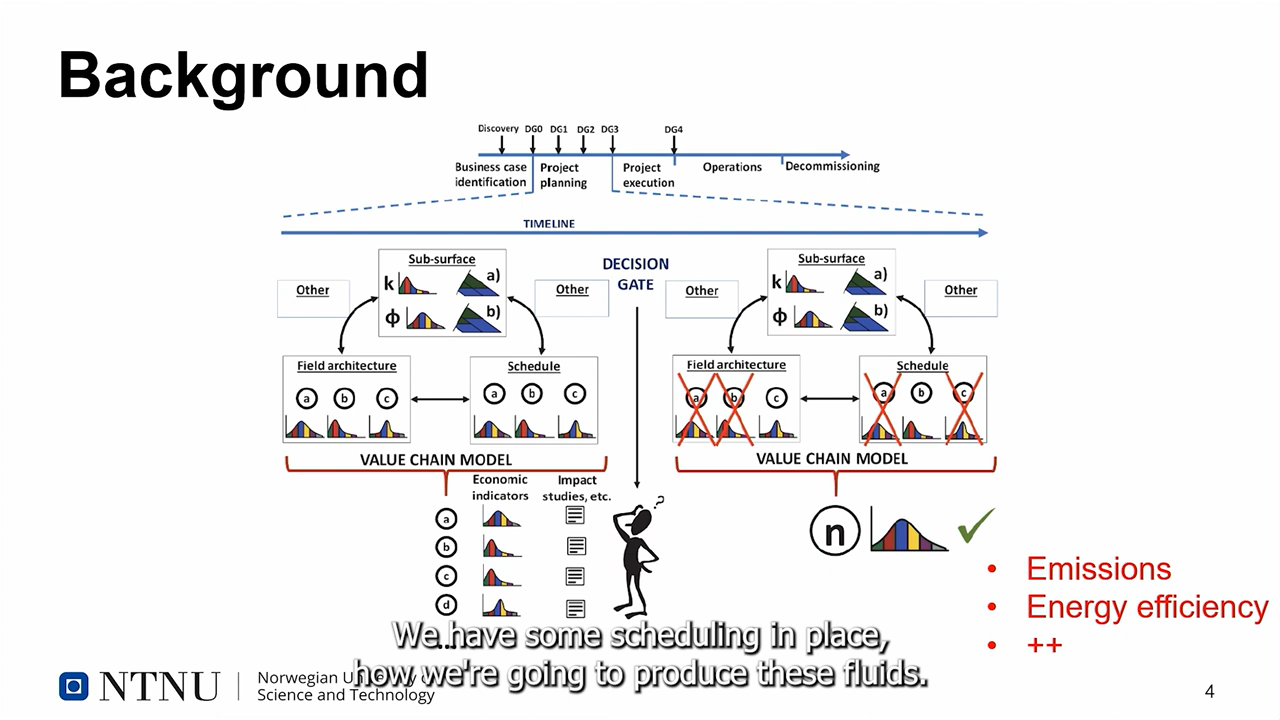 Background
Discovery DG0 DG1 DG2 DG3 DG4
Business case identification
Project planning
Project execution
Operations
Decommissioning
TIMELINE
Other
Sub-surface
k a)
ϕ b)
Other
DECISION GATE
Other
Sub-surface
k a)
ϕ b)
Other
Field architecture
a b c
Schedule
a b c
Field architecture
a b c
Schedule
a b c
VALUE CHAIN MODEL
VALUE CHAIN MODEL
Economic indicators
Impact studies, etc.
a
b
c
d
...
?
n
• Emissions
• Energy efficiency
• ++
We have some scheduling in place,
how we're going to produce these fluids.
NTNU
Norwegian University of
Science and Technology
4